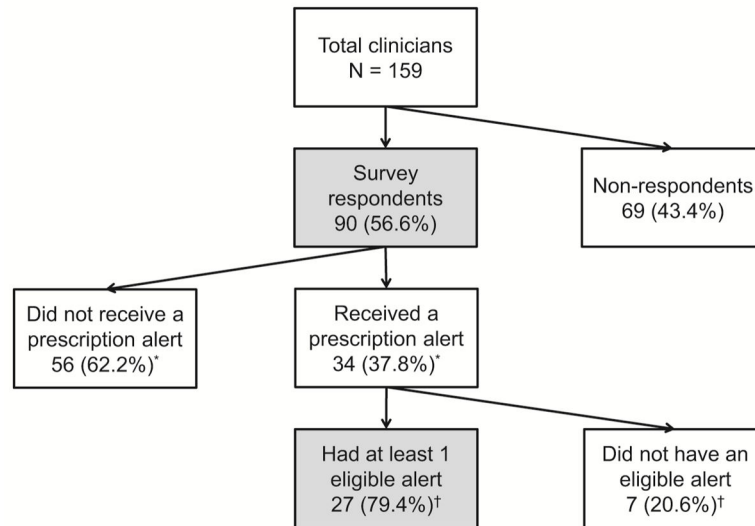 Total clinicians
N = 159
Survey
respondents
90 (56.6%)
Non-respondents
69 (43.4%)
Did not receive a
prescription alert
56 (62.2%)*
Received a
prescription alert
34 (37.8%)*
Had at least 1
eligible alert
27 (79.4%)†
Did not have an
eligible alert
7 (20.6%)†